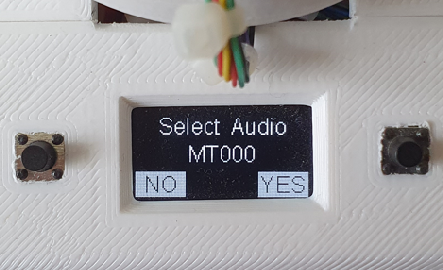 Select Audio
MT000
NO YES